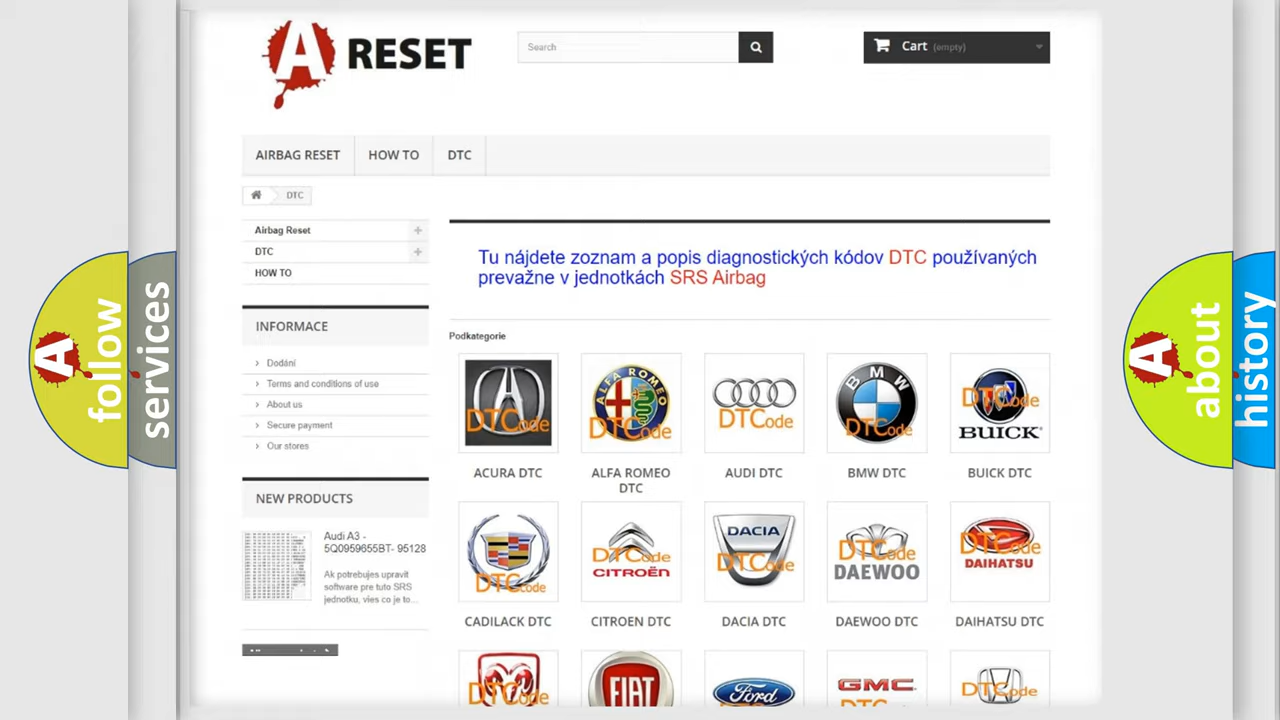 A RESET
Search
Cart (empty)
AIRBAG RESET
HOW TO
DTC
DTC
Airbag Reset
DTC
HOW TO
INFORMACE
Dodání
Terms and conditions of use
About us
Secure payment
Our stores
NEW PRODUCTS
Audi A3 -
5Q0959655BT- 95128
Ak potrebujes upravit
software pre tuto SRS
jednotku, vies co je to...
Tu nájdete zoznam a popis diagnostických kódov DTC používaných
prevažne v jednotkách SRS Airbag
Podkategorie
DTCode
ALFA ROMEO
DTCode
DTCode
BMW
DTCode
DTCode
BUICK
ACURA DTC
ALFA ROMEO
DTC
AUDI DTC
BMW DTC
BUICK DTC
DTCode
DTCode
CITROËN
DACIA
DTCode
DTCode
DAEWOO
DTCode
DAIHATSU
CADILACK DTC
CITROEN DTC
DACIA DTC
DAEWOO DTC
DAIHATSU DTC
DTCode
FIAT
Ford
GMC
DTCode
A
follow
services
A
about
history